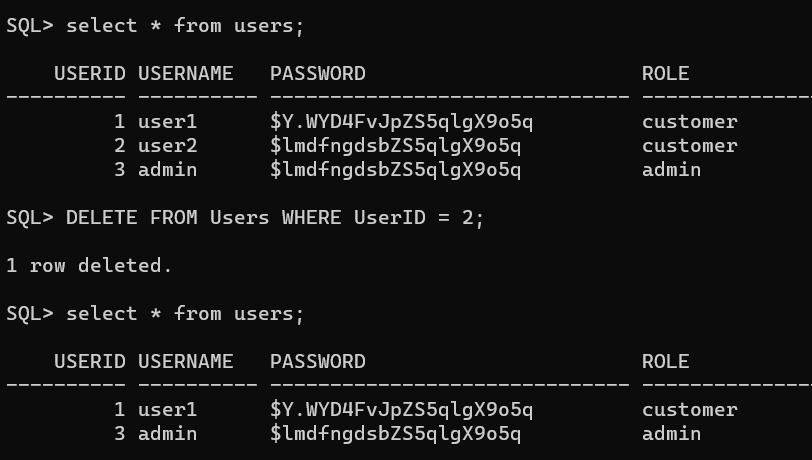 SQL> select * from users;
USERID USERNAME PASSWORD ROLE
---------- ---------- ------------------------------ ---------------
1 user1 $Y.WYD4FvJpZS5qlgX9o5q customer
2 user2 $lmdfngdsbZS5qlgX9o5q customer
3 admin $lmdfngdsbZS5qlgX9o5q admin
SQL> DELETE FROM Users WHERE UserID = 2;
1 row deleted.
SQL> select * from users;
USERID USERNAME PASSWORD ROLE
---------- ---------- ------------------------------ ---------------
1 user1 $Y.WYD4FvJpZS5qlgX9o5q customer
3 admin $lmdfngdsbZS5qlgX9o5q admin